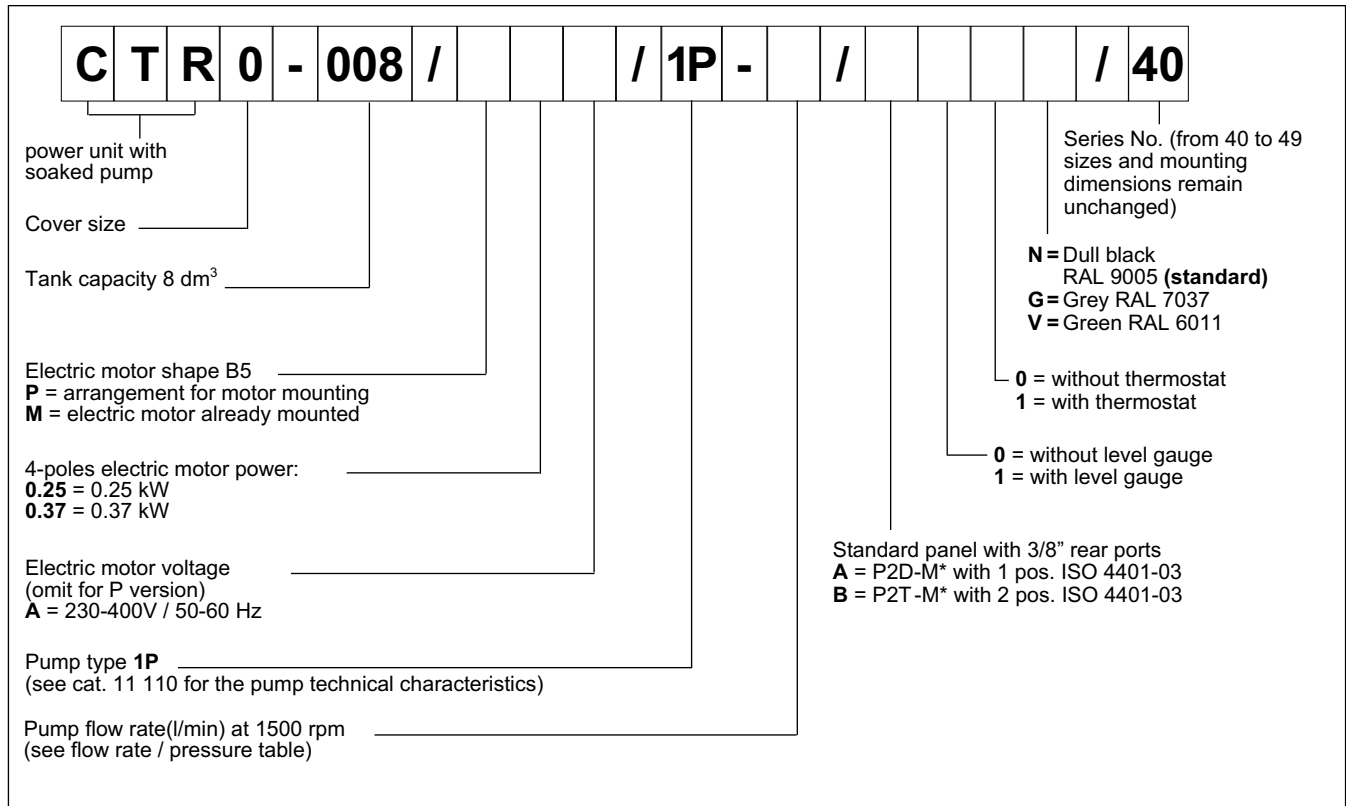 C T R 0 - 008 / / 1P - / / 40
power unit with
soaked pump
Cover size
Tank capacity 8 dm³
Electric motor shape B5
P = arrangement for motor mounting
M = electric motor already mounted
4-poles electric motor power:
0.25 = 0.25 kW
0.37 = 0.37 kW
Electric motor voltage
(omit for P version)
A = 230-400V / 50-60 Hz
Pump type 1P
(see cat. 11 110 for the pump technical characteristics)
Pump flow rate(l/min) at 1500 rpm
(see flow rate / pressure table)
Series No. (from 40 to 49
sizes and mounting
dimensions remain
unchanged)
N = Dull black
RAL 9005 (standard)
G = Grey RAL 7037
V = Green RAL 6011
0 = without thermostat
1 = with thermostat
0 = without level gauge
1 = with level gauge
Standard panel with 3/8” rear ports
A = P2D-M* with 1 pos. ISO 4401-03
B = P2T-M* with 2 pos. ISO 4401-03